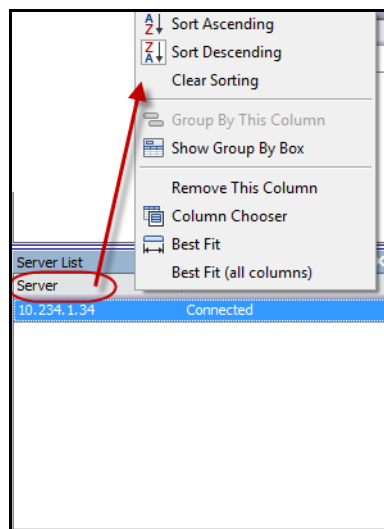 Sort Ascending
Sort Descending
Clear Sorting
Group By This Column
Show Group By Box
Remove This Column
Column Chooser
Best Fit
Best Fit (all columns)
Server List
Server
10.234.1.34 Connected